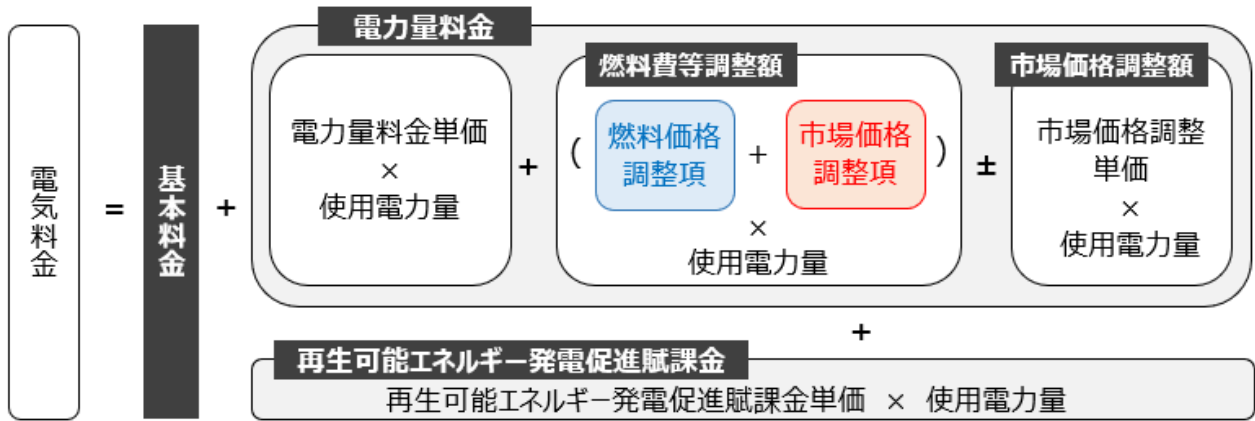 電気料金
=
基本料金
+
電力量料金
電力量料金単価
×
使用電力量
+
燃料費等調整額
(
燃料価格
調整項
+
市場価格
調整項
)
×
使用電力量
±
市場価格調整額
市場価格調整
単価
×
使用電力量
+
再生可能エネルギー発電促進賦課金
再生可能エネルギー発電促進賦課金単価 × 使用電力量